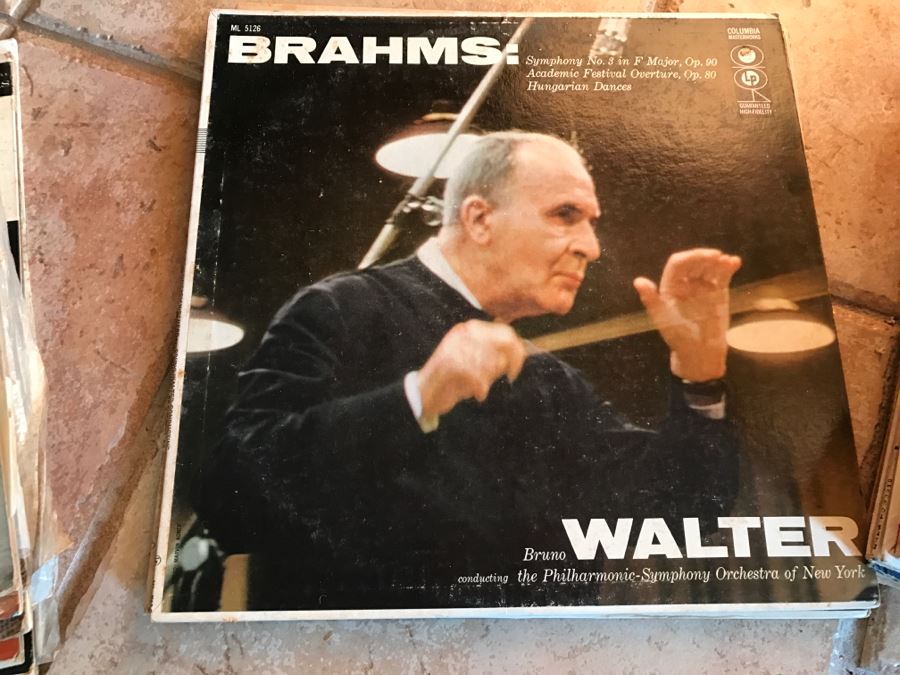 ML 5126
BRAHMS:
Symphony No. 3 in F Major, Op. 90
Academic Festival Overture, Op. 80
Hungarian Dances
COLUMBIA
MASTERWORKS
LP
GUARANTEED
HIGH-FIDELITY
Bruno WALTER
conducting the Philharmonic-Symphony Orchestra of New York